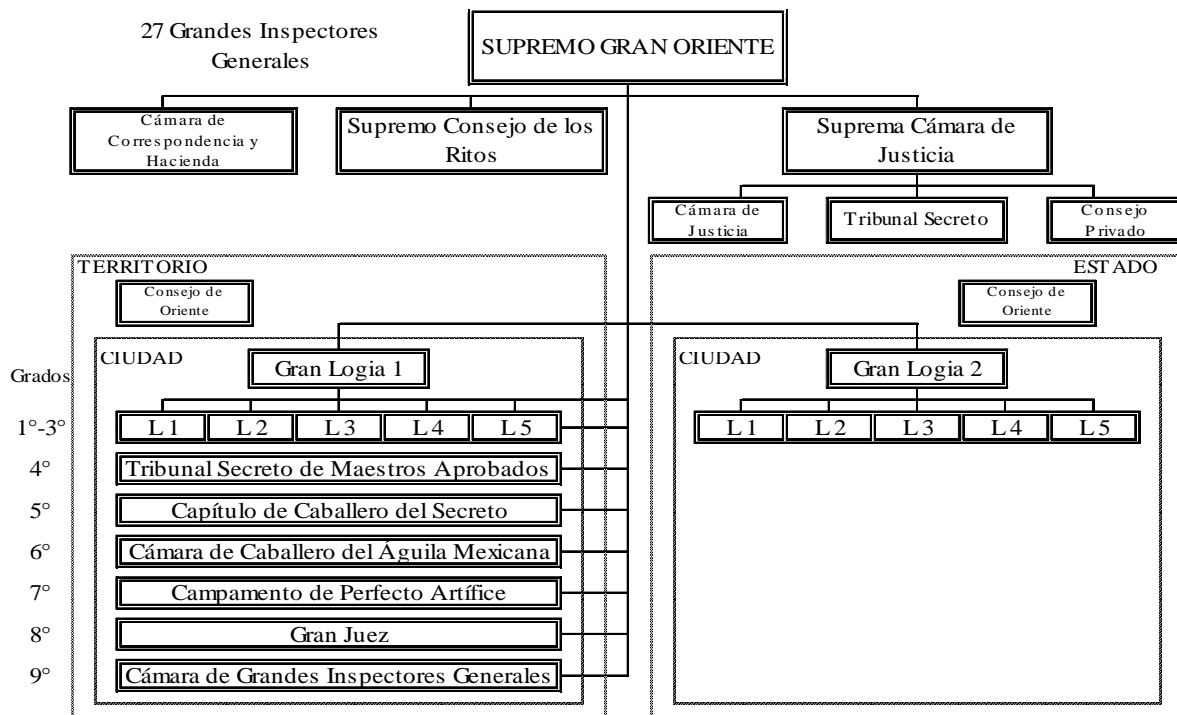 27 Grandes Inspectores
Generales
SUPREMO GRAN ORIENTE
Cámara de
Correspondencia y
Hacienda
Supremo Consejo de los
Ritos
Suprema Cámara de
Justicia
Cámara de
Justicia
Tribunal Secreto
Consejo
Privado
TERRITORIO
ESTADO
Consejo de
Oriente
Consejo de
Oriente
CIUDAD
Gran Logia 1
CIUDAD
Gran Logia 2
Grados
1°-3°
L 1
L 2
L 3
L 4
L 5
L 1
L 2
L 3
L 4
L 5
4°
Tribunal Secreto de Maestros Aprobados
5°
Capítulo de Caballero del Secreto
6°
Cámara de Caballero del Águila Mexicana
7°
Campamento de Perfecto Artífice
8°
Gran Juez
9°
Cámara de Grandes Inspectores Generales